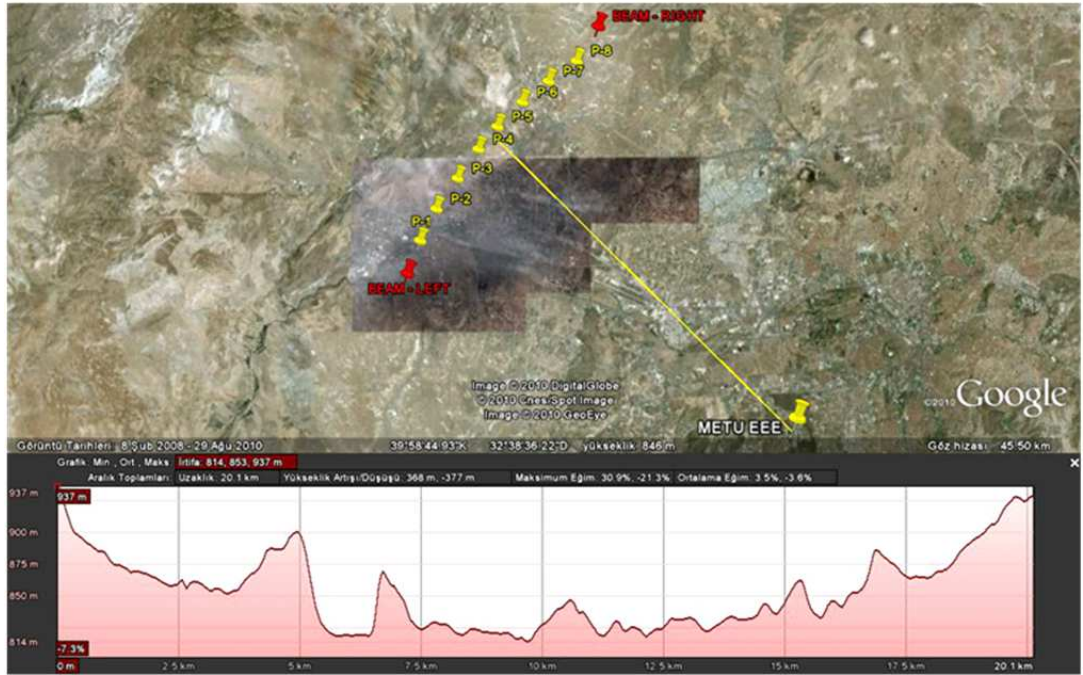 BEAM - RIGHT
P-8
P-7
P-6
P-5
P-4
P-3
P-2
P-1
BEAM - LEFT
METU EEE
Image © 2010 DigitalGlobe
© 2010 Cnes/Spot Image
Image © 2010 GeoEye
©2010 Google
Görüntü Tarihleri : 8 Şub 2008 - 29 Ağu 2010 39°58'44.93"K 32°38'36.22"D yükseklik 846 m Göz hizası 45.50 km
Grafik: Min., Ort., Maks. İrtifa: 814, 853, 937 m
Aralık Toplamları: Uzaklık: 20.1 km Yükseklik Artışı/Düşüşü: 368 m, -377 m Maksimum Eğim: 30.9%, -21.3% Ortalama Eğim: 3.5%, -3.6%
937 m
937 m
900 m
875 m
850 m
814 m
-7.3%
0 m 2.5 km 5 km 7.5 km 10 km 12.5 km 15 km 17.5 km 20.1 km